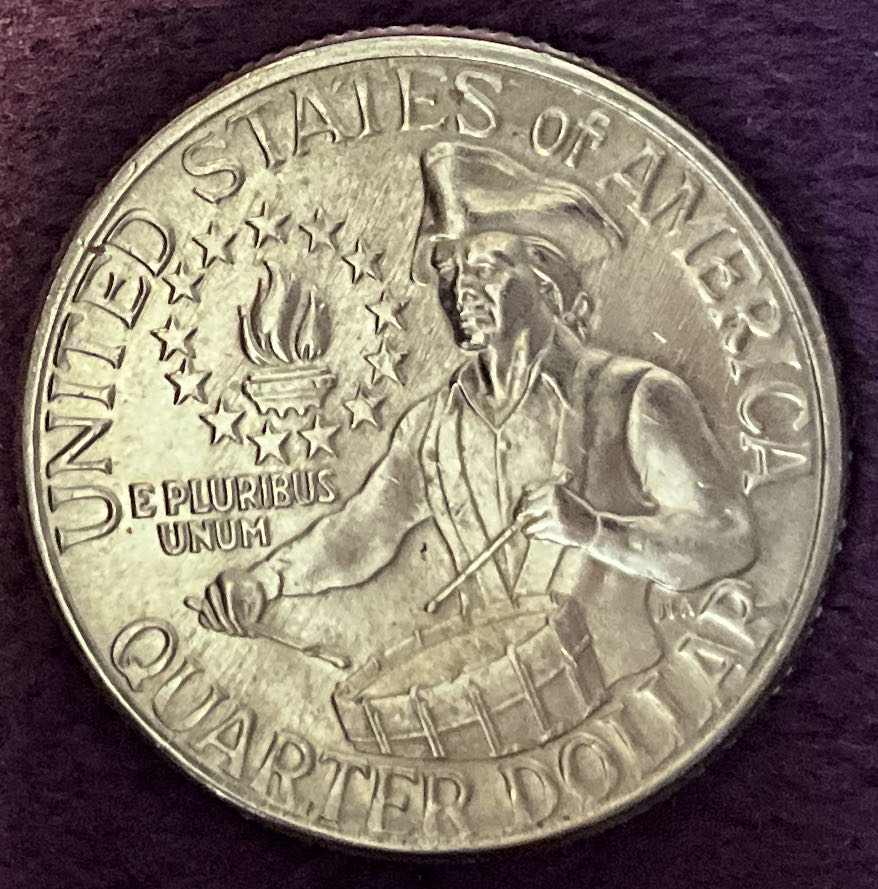 UNITED STATES of AMERICA
E PLURIBUS
UNUM
JLA
QUARTER DOLLAR